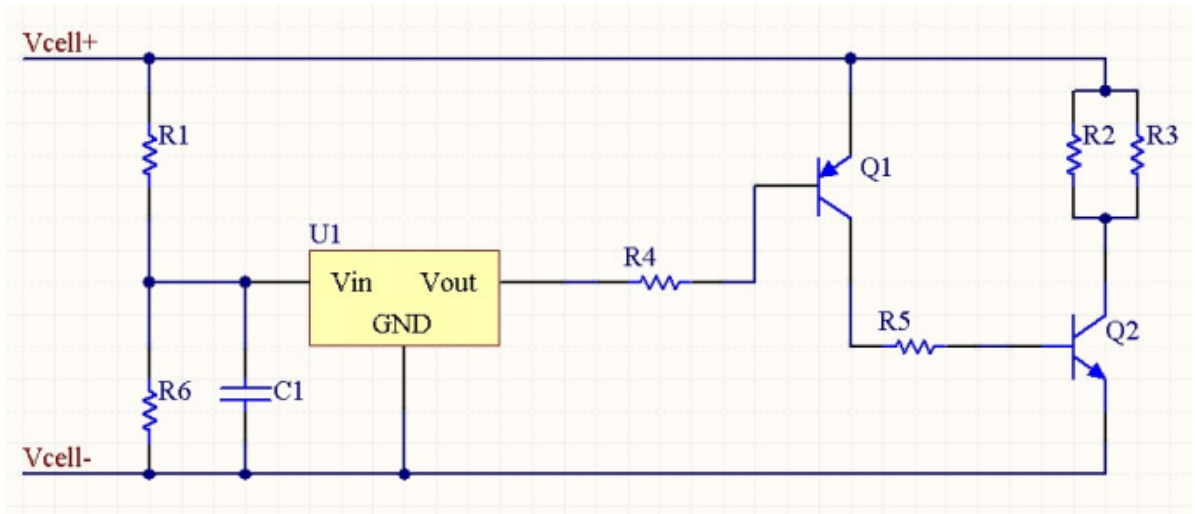 Vcell+
R1
R2
R3
Q1
U1
Vin
Vout
GND
R4
R5
Q2
R6
C1
Vcell-